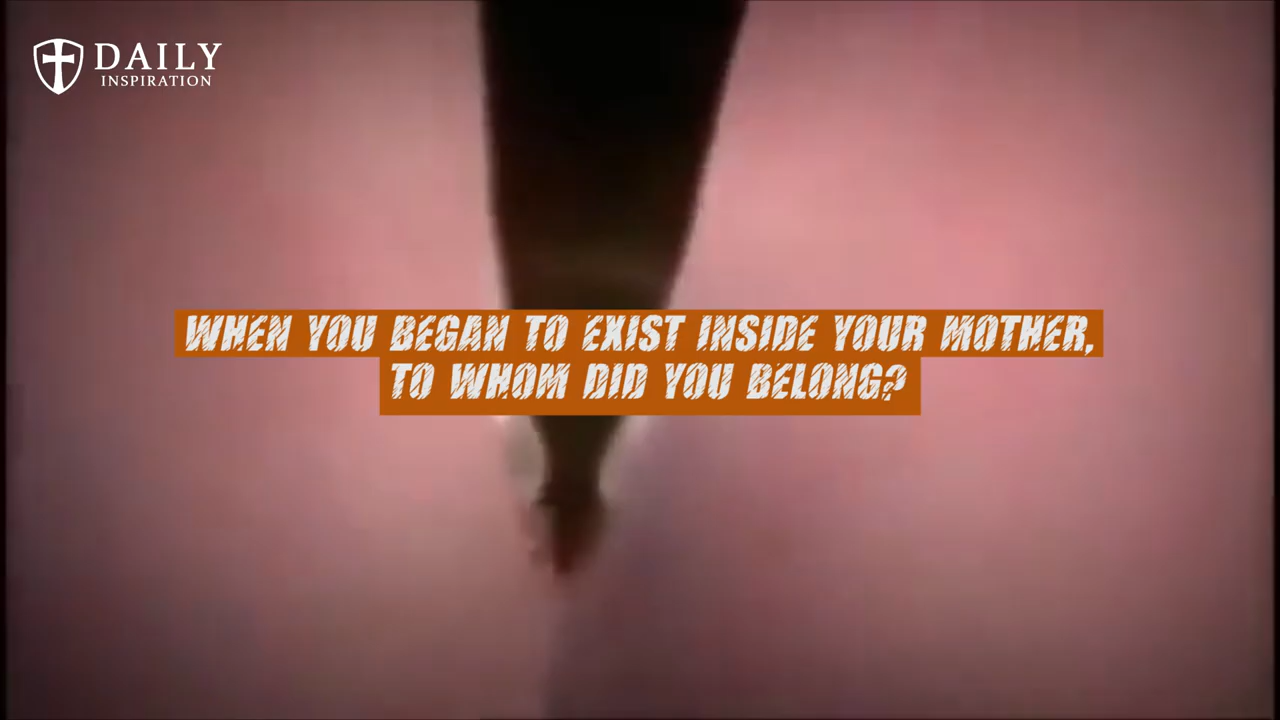 DAILY
INSPIRATION
WHEN YOU BEGAN TO EXIST INSIDE YOUR MOTHER,
TO WHOM DID YOU BELONG?